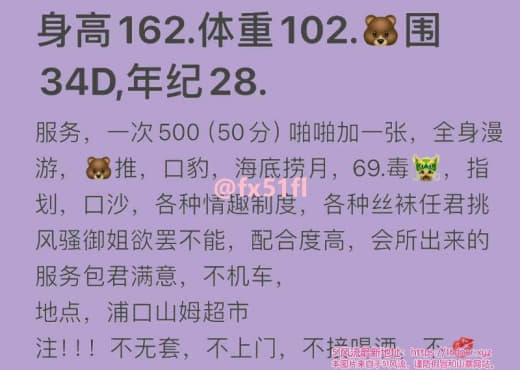 身高162.体重102.🐻围
34D,年纪28.
服务，一次500（50分）啪啪加一张，全身漫
游，🐻推，口豹，海底捞月，69.毒，指
划，口沙，各种情趣制度，各种丝袜任君挑
@fx51fl
风骚御姐欲罢不能，配合度高，会所出来的
服务包君满意，不机车，
地点，浦口山姆超市
注！！！不无套，不上门，不接喝酒，不💋